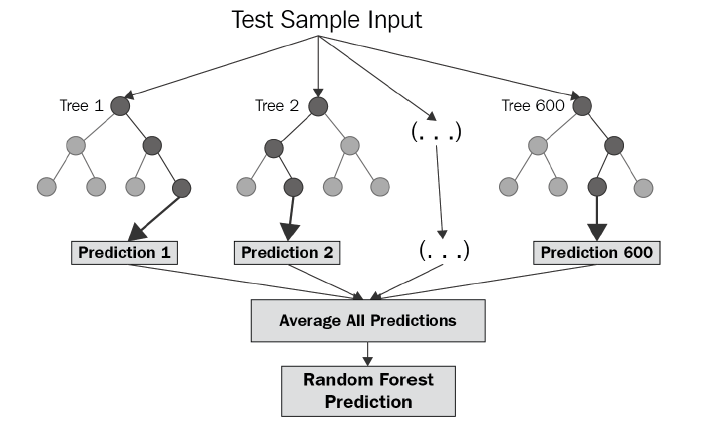 Test Sample Input
Tree 1
Tree 2
Tree 600
(. . .)
Prediction 1
Prediction 2
(. . .)
Prediction 600
Average All Predictions
Random Forest
Prediction